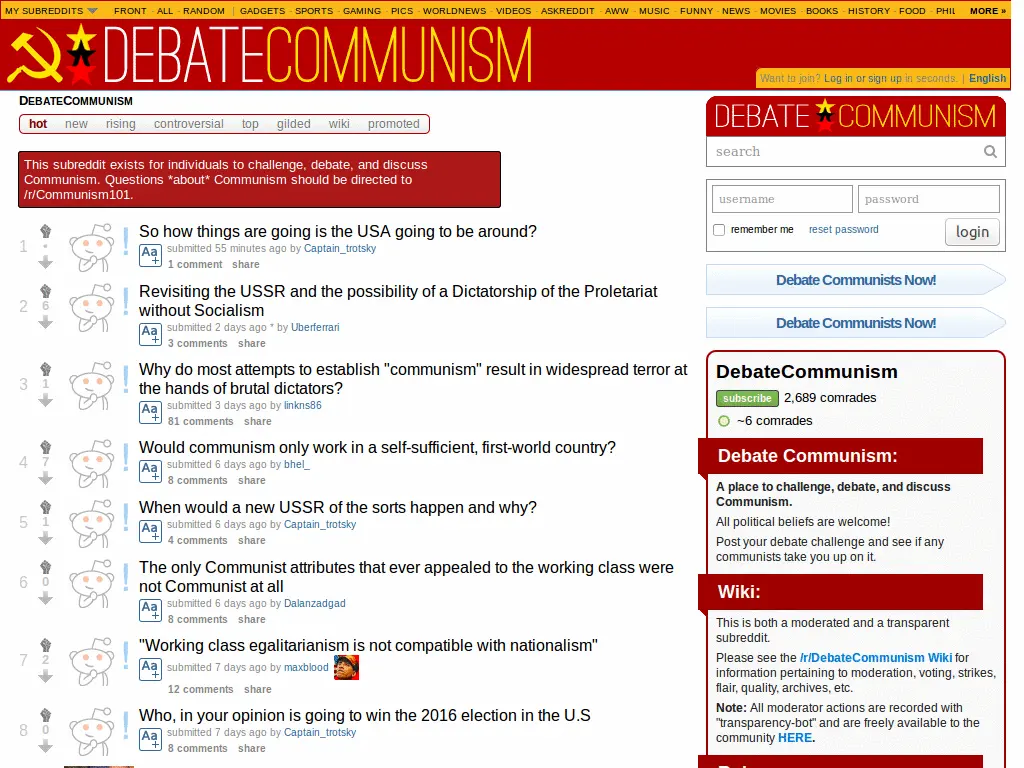 MY SUBREDDITS FRONT - ALL - RANDOM | GADGETS - SPORTS - GAMING - PICS - WORLDNEWS - VIDEOS - ASKREDDIT - AWW - MUSIC - FUNNY - NEWS - MOVIES - BOOKS - HISTORY - FOOD - PHIL MORE »
DEBATECOMMUNISM
Want to join? Log in or sign up in seconds. | English
DEBATECOMMUNISM
hot new rising controversial top gilded wiki promoted
This subreddit exists for individuals to challenge, debate, and discuss
Communism. Questions *about* Communism should be directed to
/r/Communism101.
1 So how things are going is the USA going to be around?
Aa+ submitted 55 minutes ago by Captain_trotsky
1 comment share
2 6 Revisiting the USSR and the possibility of a Dictatorship of the Proletariat
without Socialism
Aa+ submitted 2 days ago * by Uberferrari
3 comments share
3 1 Why do most attempts to establish "communism" result in widespread terror at
the hands of brutal dictators?
Aa+ submitted 3 days ago by linkns86
81 comments share
4 7 Would communism only work in a self-sufficient, first-world country?
Aa+ submitted 6 days ago by bhel_
8 comments share
5 1 When would a new USSR of the sorts happen and why?
Aa+ submitted 6 days ago by Captain_trotsky
4 comments share
6 0 The only Communist attributes that ever appealed to the working class were
not Communist at all
Aa+ submitted 6 days ago by Dalanzadgad
8 comments share
7 2 "Working class egalitarianism is not compatible with nationalism"
Aa+ submitted 7 days ago by maxblood
12 comments share
8 0 Who, in your opinion is going to win the 2016 election in the U.S
Aa+ submitted 7 days ago by Captain_trotsky
8 comments share
DEBATE COMMUNISM
search
username password
remember me reset password login
Debate Communists Now!
Debate Communists Now!
DebateCommunism
subscribe 2,689 comrades
~6 comrades
Debate Communism:
A place to challenge, debate, and discuss
Communism.
All political beliefs are welcome!
Post your debate challenge and see if any
communists take you up on it.
Wiki:
This is both a moderated and a transparent
subreddit.
Please see the /r/DebateCommunism Wiki for
information pertaining to moderation, voting, strikes,
flair, quality, archives, etc.
Note: All moderator actions are recorded with
"transparency-bot" and are freely available to the
community HERE.